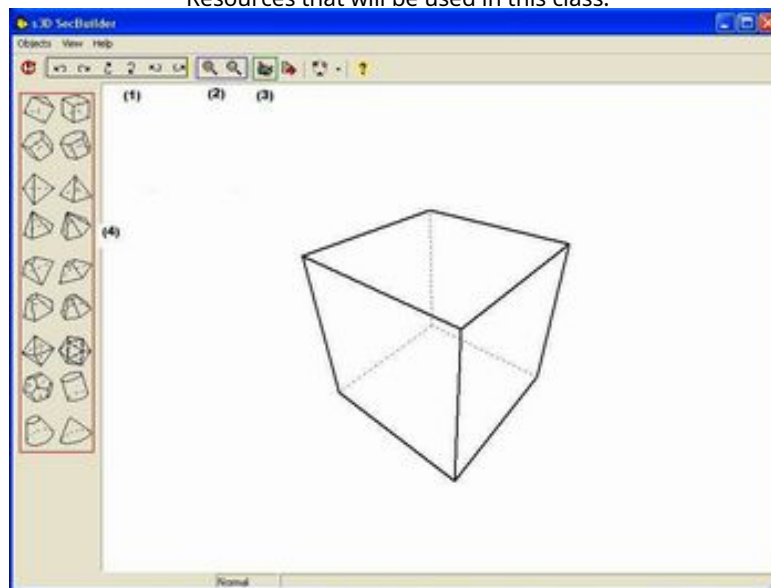 Resources that will be used in this class.
s3D SecBuilder
Objects View Help
?
(1) (2) (3)
(4)
Normal